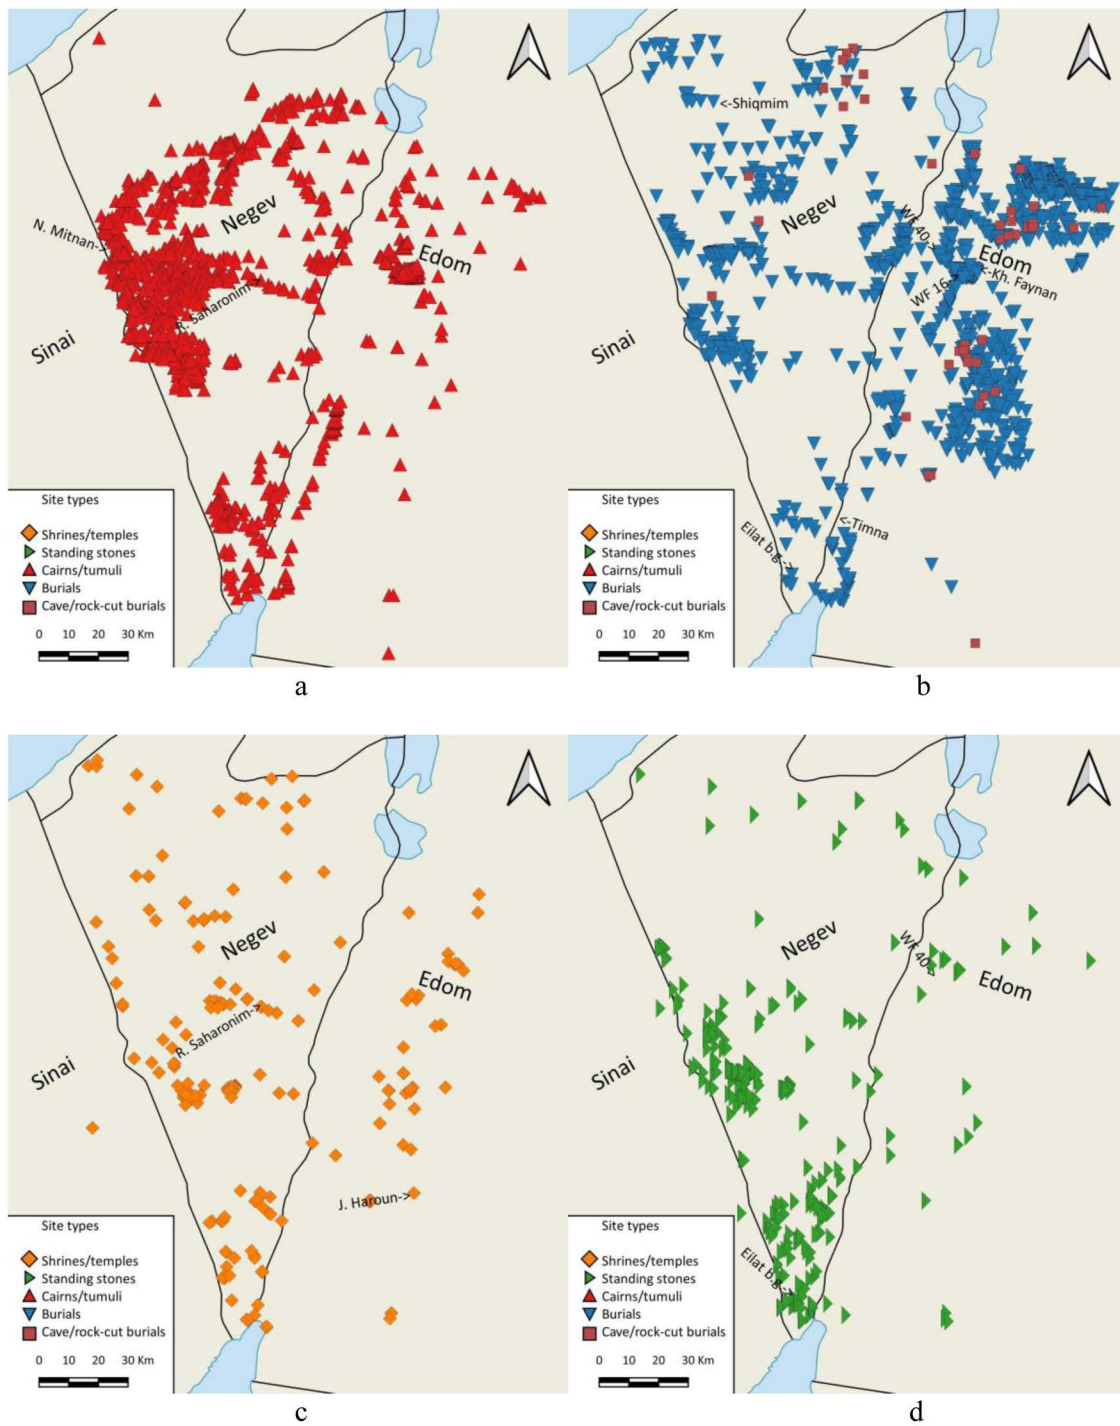 N. Mitnan->
Negev
Edom
R. Saharonim->
Sinai
Site types
Shrines/temples
Standing stones
Cairns/tumuli
Burials
Cave/rock-cut burials
0 10 20 30 Km
a
<-Shiqmim
Negev
WF 40->
Edom
<-Kh. Faynan
WF 16->
Sinai
<-Timna
Eilat b.g.->
Site types
Shrines/temples
Standing stones
Cairns/tumuli
Burials
Cave/rock-cut burials
0 10 20 30 Km
b
Negev
Edom
R. Saharonim->
Sinai
J. Haroun->
Site types
Shrines/temples
Standing stones
Cairns/tumuli
Burials
Cave/rock-cut burials
0 10 20 30 Km
c
Negev
WF 40->
Edom
Sinai
Eilat b.g.->
Site types
Shrines/temples
Standing stones
Cairns/tumuli
Burials
Cave/rock-cut burials
0 10 20 30 Km
d